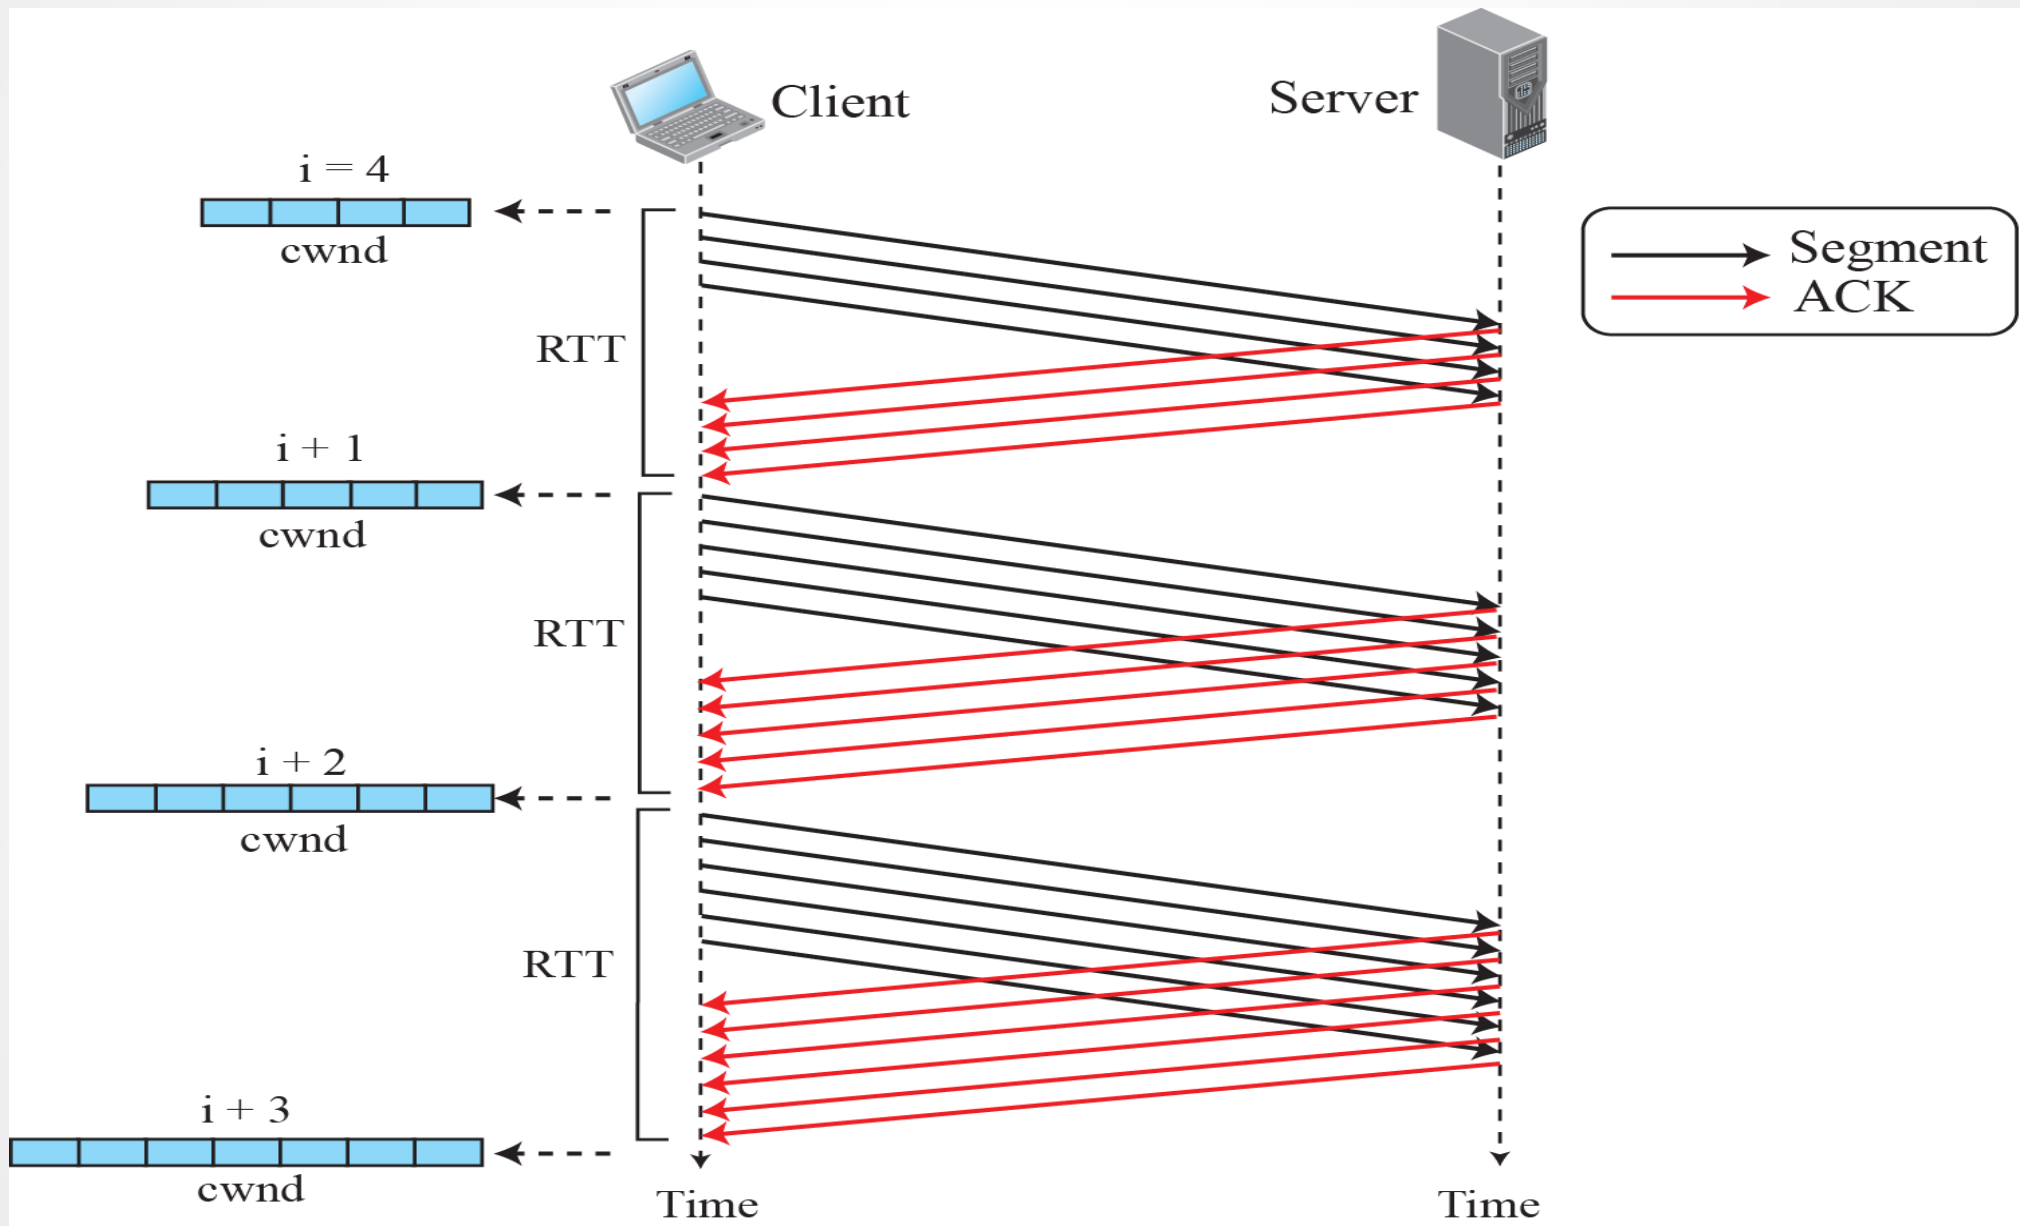 Client
Server
i = 4
cwnd
Segment
ACK
RTT
i + 1
cwnd
RTT
i + 2
cwnd
RTT
i + 3
cwnd
Time
Time